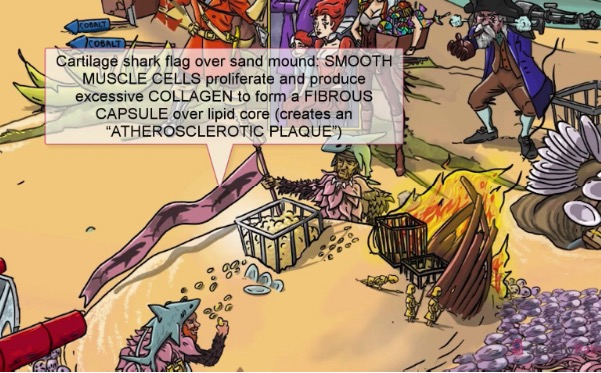 COBALT
COBALT
Cartilage shark flag over sand mound: SMOOTH
MUSCLE CELLS proliferate and produce
excessive COLLAGEN to form a FIBROUS
CAPSULE over lipid core (creates an
“ATHEROSCLEROTIC PLAQUE”)